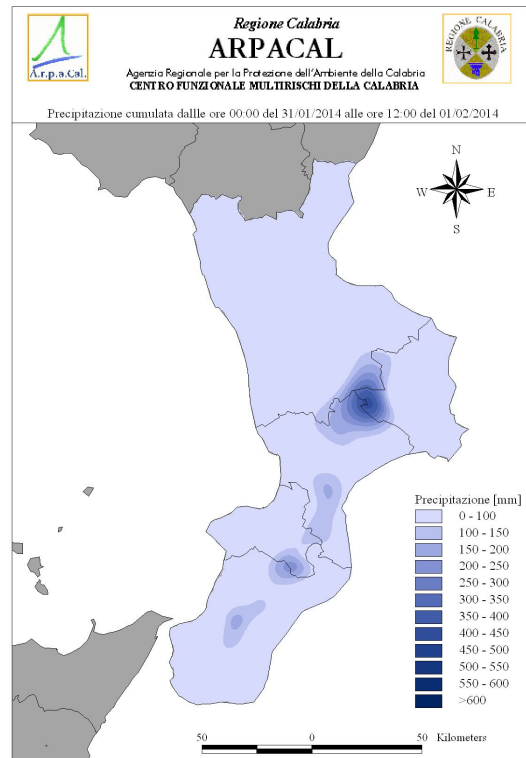 Regione Calabria
ARPACAL
Agenzia Regionale per la Protezione dell'Ambiente della Calabria
CENTRO FUNZIONALE MULTIRISCHI DELLA CALABRIA
A.r.p.a.Cal.
REGIONE CALABRIA
Precipitazione cumulata dallle ore 00:00 del 31/01/2014 alle ore 12:00 del 01/02/2014
N
W E
S
Precipitazione [mm]
0 - 100
100 - 150
150 - 200
200 - 250
250 - 300
300 - 350
350 - 400
400 - 450
450 - 500
500 - 550
550 - 600
>600
50 0 50 Kilometers